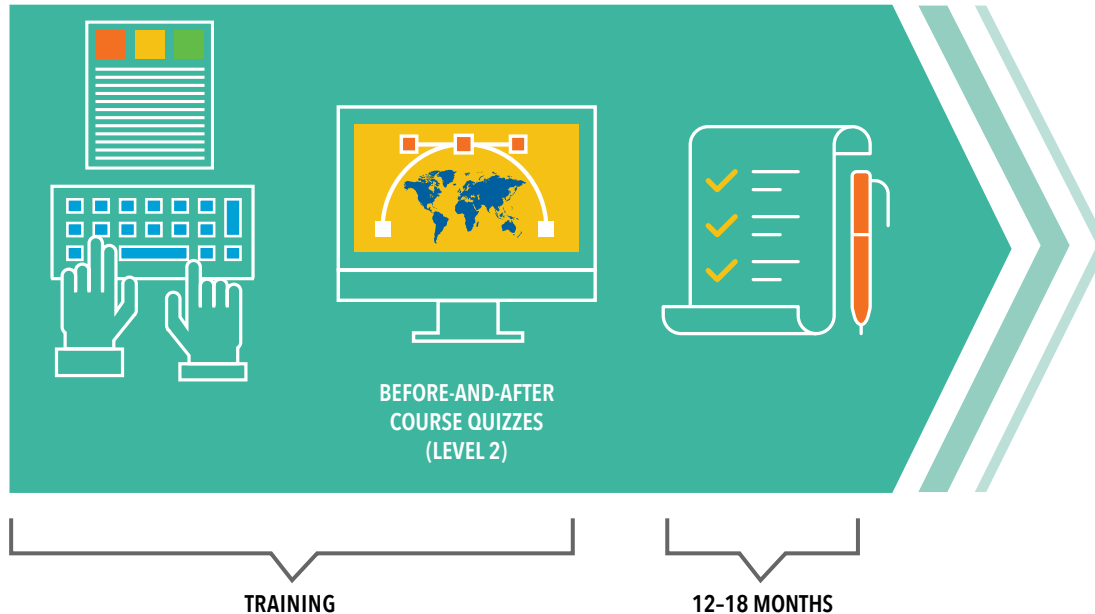 BEFORE-AND-AFTER
COURSE QUIZZES
(LEVEL 2)
TRAINING
12–18 MONTHS